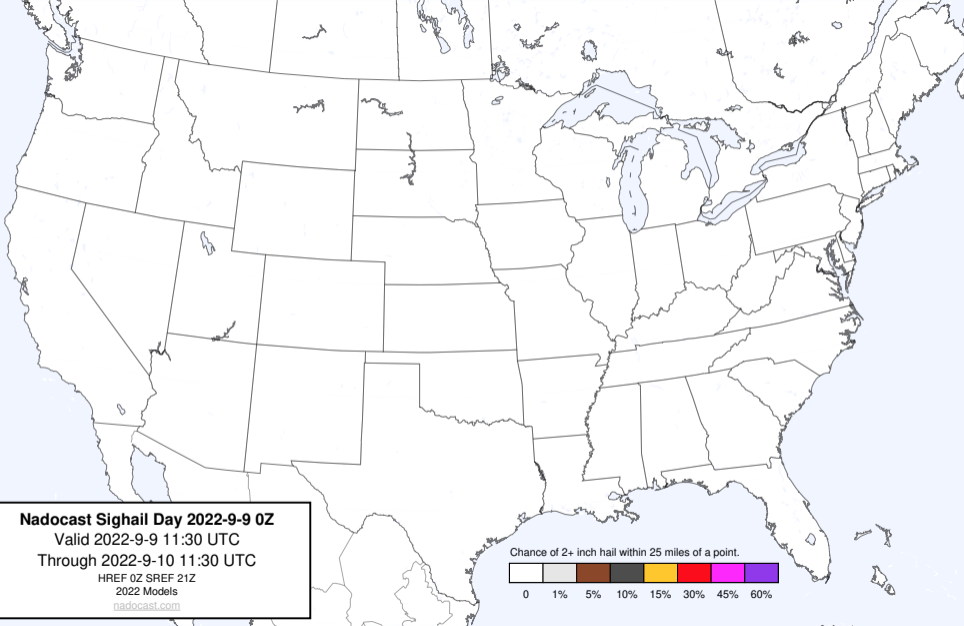 Nadocast Sighail Day 2022-9-9 0Z
Valid 2022-9-9 11:30 UTC
Through 2022-9-10 11:30 UTC
HREF 0Z SREF 21Z
2022 Models
nadocast.com
Chance of 2+ inch hail within 25 miles of a point.
0 1% 5% 10% 15% 30% 45% 60%